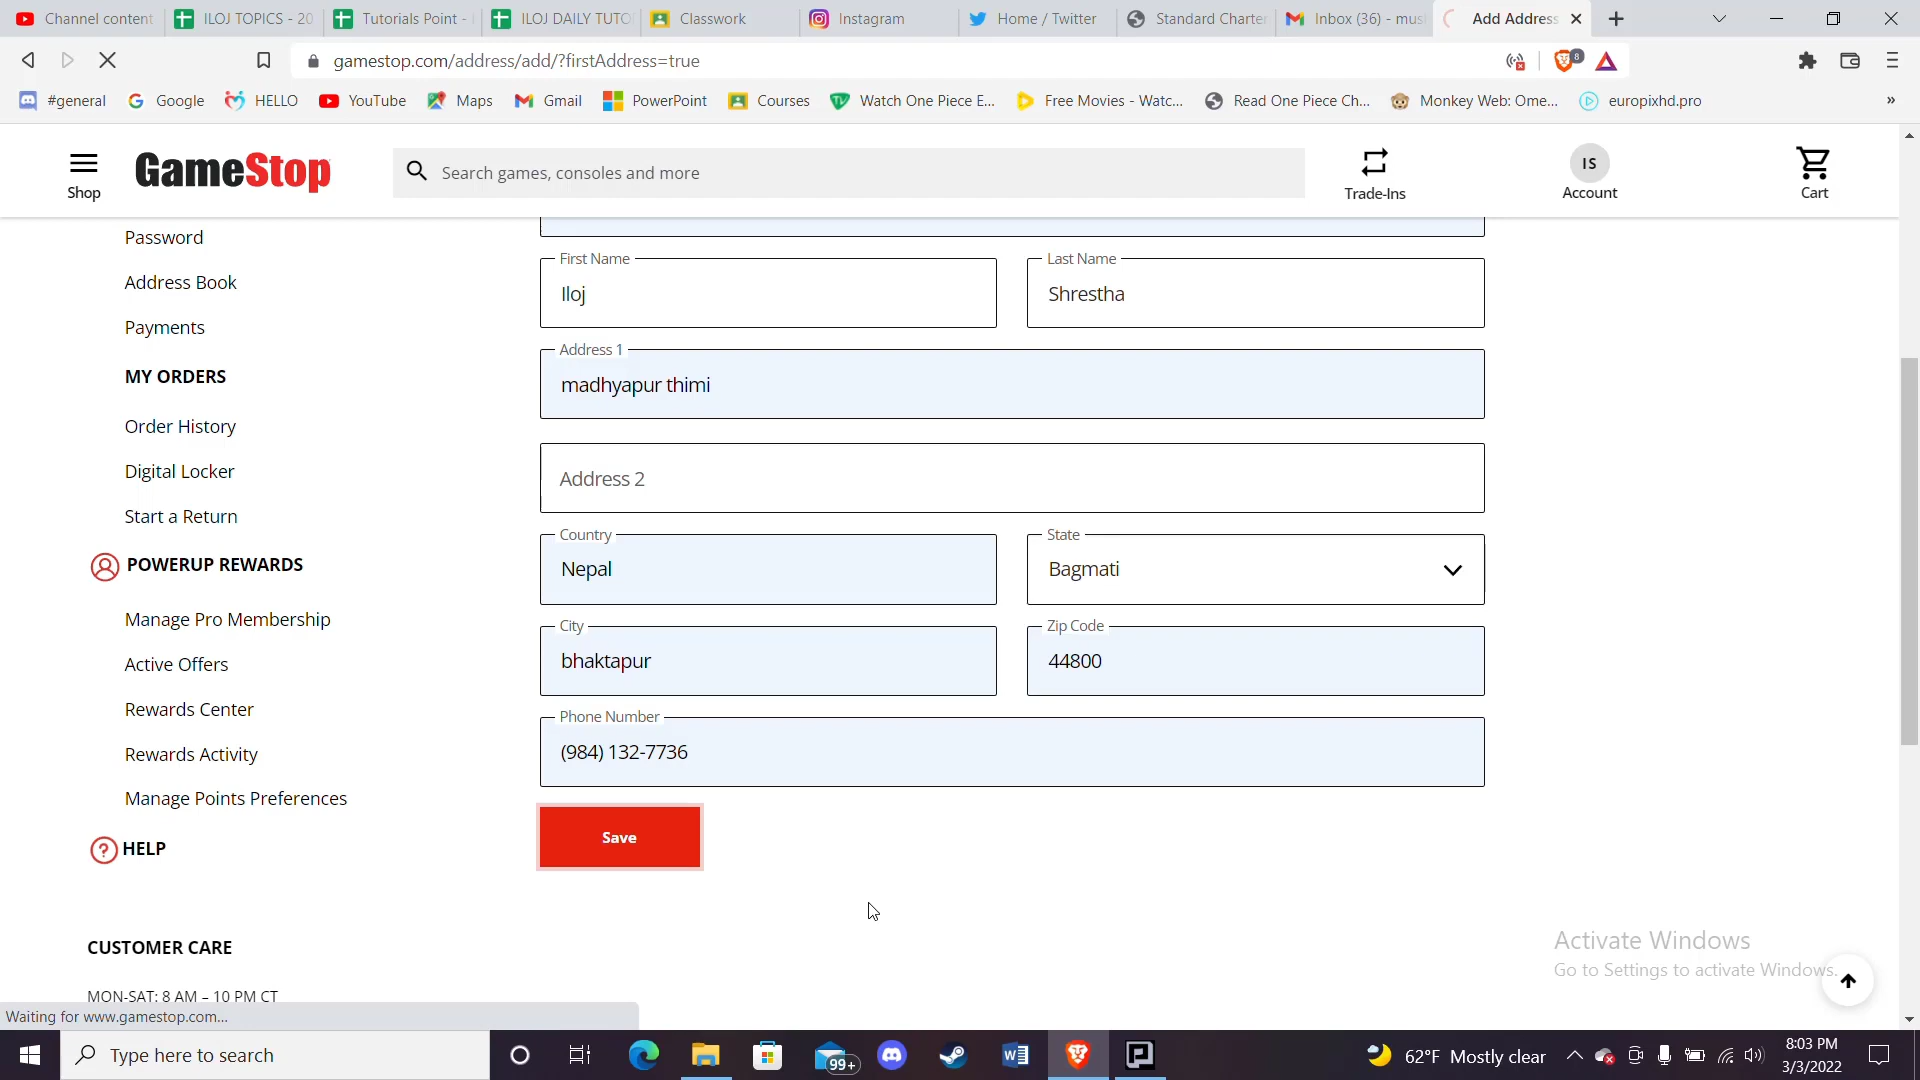 Channel content
ILOJ TOPICS - 20
Tutorials Point -
ILOJ DAILY TUTO
Classwork
Instagram
Home / Twitter
Standard Charter
Inbox (36) - mus
Add Address
gamestop.com/address/add/?firstAddress=true
8
#general
Google
HELLO
YouTube
Maps
Gmail
PowerPoint
Courses
Watch One Piece E...
Free Movies - Watc...
Read One Piece Ch...
Monkey Web: Ome...
europixhd.pro
»
Shop
GameStop
Search games, consoles and more
Trade-Ins
IS
Account
Cart
Password
Address Book
Payments
MY ORDERS
Order History
Digital Locker
Start a Return
POWERUP REWARDS
Manage Pro Membership
Active Offers
Rewards Center
Rewards Activity
Manage Points Preferences
HELP
CUSTOMER CARE
MON-SAT: 8 AM – 10 PM CT
First Name
Iloj
Last Name
Shrestha
Address 1
madhyapur thimi
Address 2
Country
Nepal
State
Bagmati
City
bhaktapur
Zip Code
44800
Phone Number
(984) 132-7736
Save
Activate Windows
Go to Settings to activate Windows.
Waiting for www.gamestop.com...
Type here to search
99+
62°F Mostly clear
8:03 PM
3/3/2022